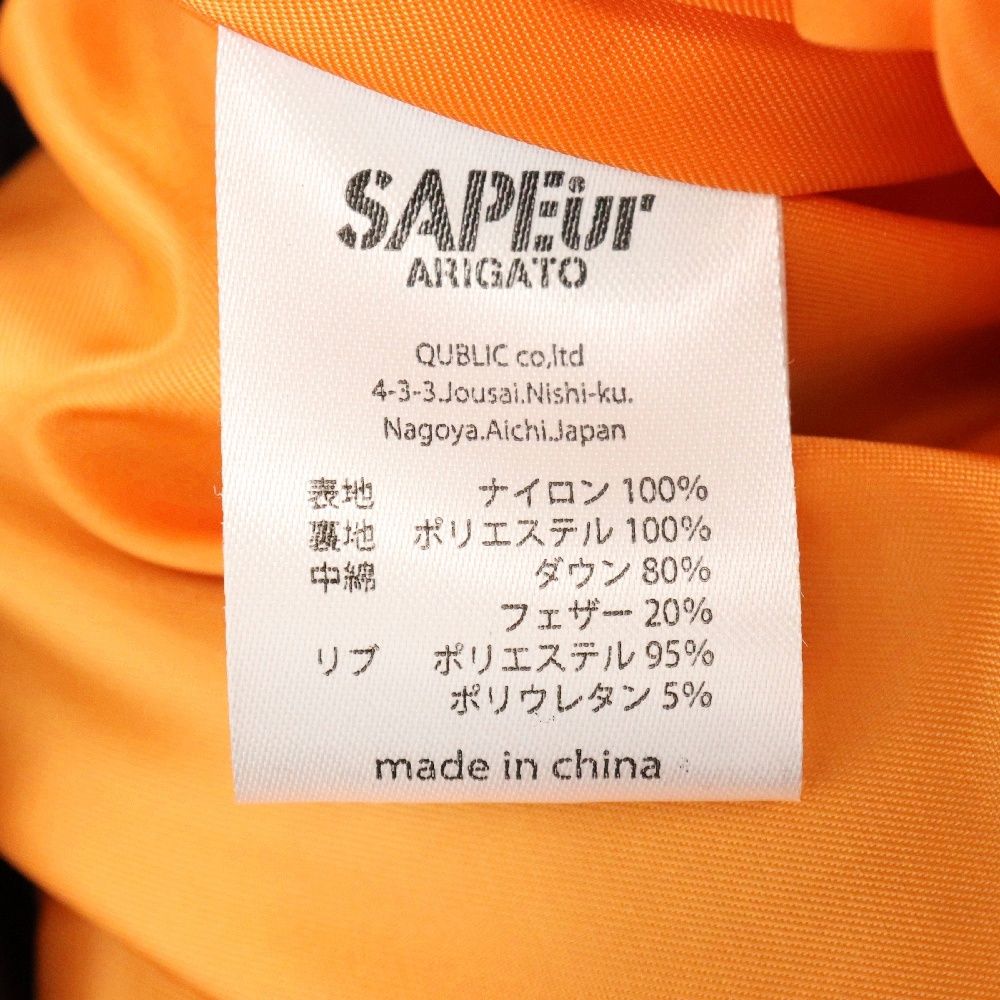 SAPEur
ARIGATO
QUBLIC co,ltd
4-3-3.Jousai.Nishi-ku.
Nagoya.Aichi.Japan
表地 ナイロン 100%
裏地 ポリエステル 100%
中綿 ダウン 80%
フェザー 20%
リブ ポリエステル 95%
ポリウレタン 5%
made in china